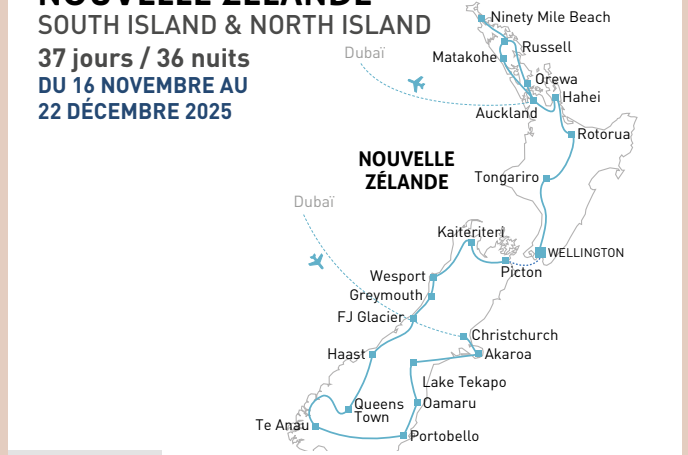 NOUVELLE ZÉLANDE
SOUTH ISLAND & NORTH ISLAND
37 jours / 36 nuits
DU 16 NOVEMBRE AU
22 DÉCEMBRE 2025
Ninety Mile Beach
Russell
Dubaï
Matakohe
Orewa
Hahei
Auckland
Rotorua
NOUVELLE
ZÉLANDE
Tongariro
Dubaï
Kaiteriteri
WELLINGTON
Picton
Wesport
Greymouth
FJ Glacier
Christchurch
Haast
Akaroa
Lake Tekapo
Queens
Town
Oamaru
Te Anau
Portobello